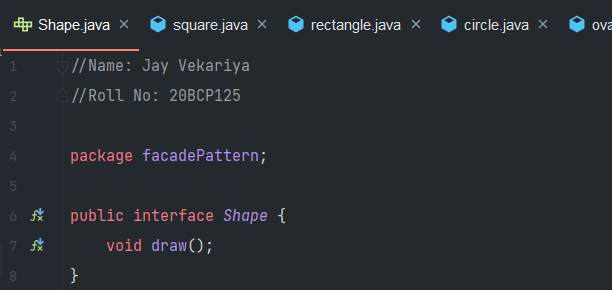 Shape.java × square.java × rectangle.java × circle.java × ova
1 //Name: Jay Vekariya
2 //Roll No: 20BCP125
3
4 package facadePattern;
5
6 public interface Shape {
7 void draw();
8 }